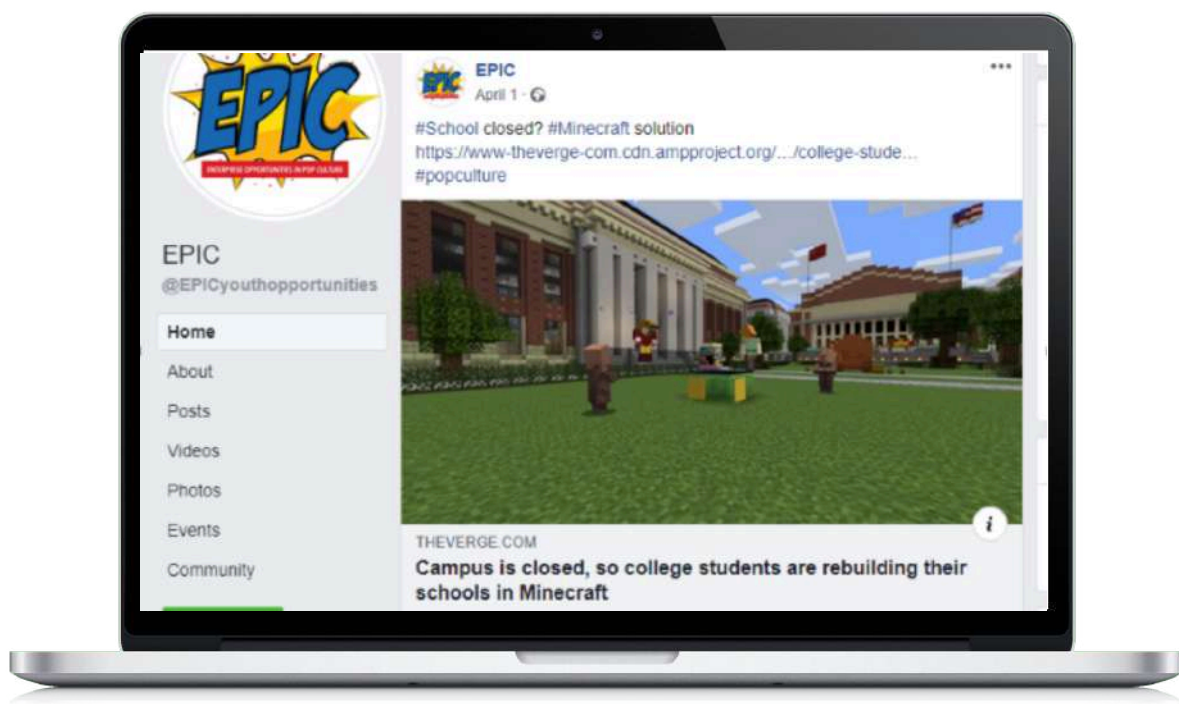 EPIC
ENTERPRISE OPPORTUNITIES IN POP CULTURE
EPIC
@EPICyouthopportunities
Home
About
Posts
Videos
Photos
Events
Community
EPIC
EPIC
April 1 ·
#School closed? #Minecraft solution
https://www-theverge-com.cdn.ampproject.org/.../college-stude...
#popculture
i
THEVERGE.COM
Campus is closed, so college students are rebuilding their
schools in Minecraft